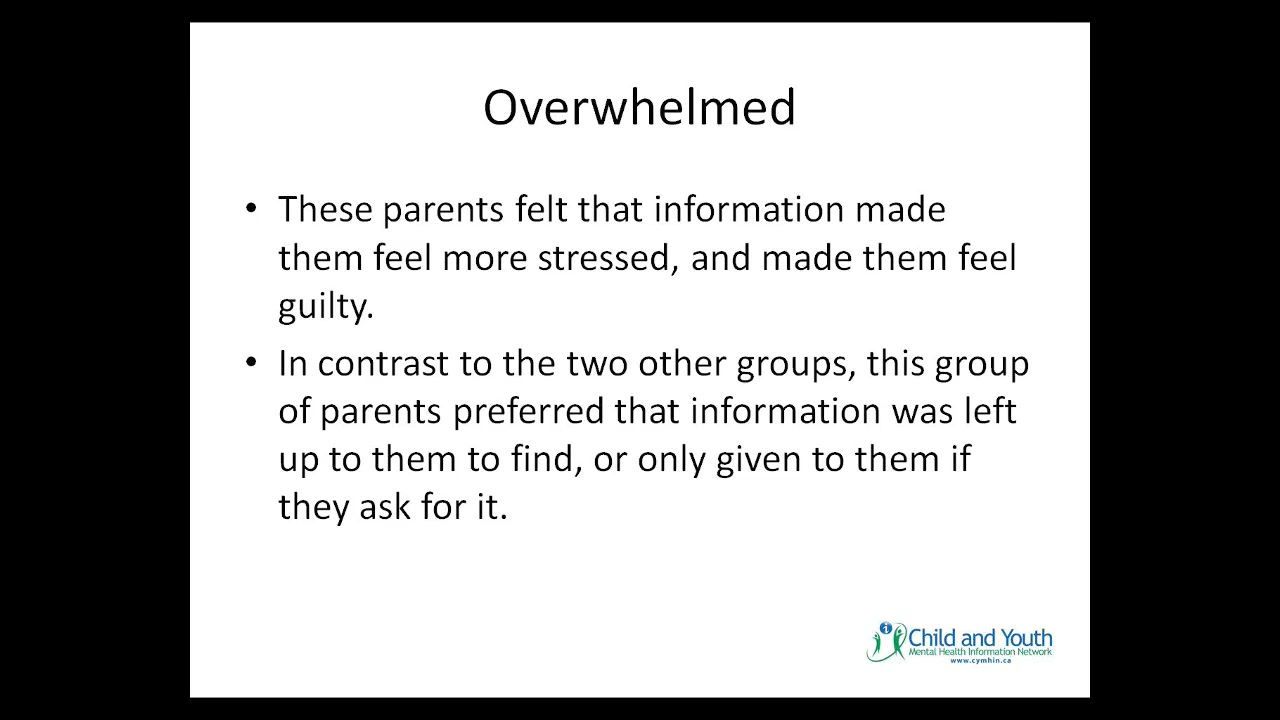 Overwhelmed
• These parents felt that information made
them feel more stressed, and made them feel
guilty.
• In contrast to the two other groups, this group
of parents preferred that information was left
up to them to find, or only given to them if
they ask for it.
i
Child and Youth
Mental Health Information Network
www.cymhin.ca